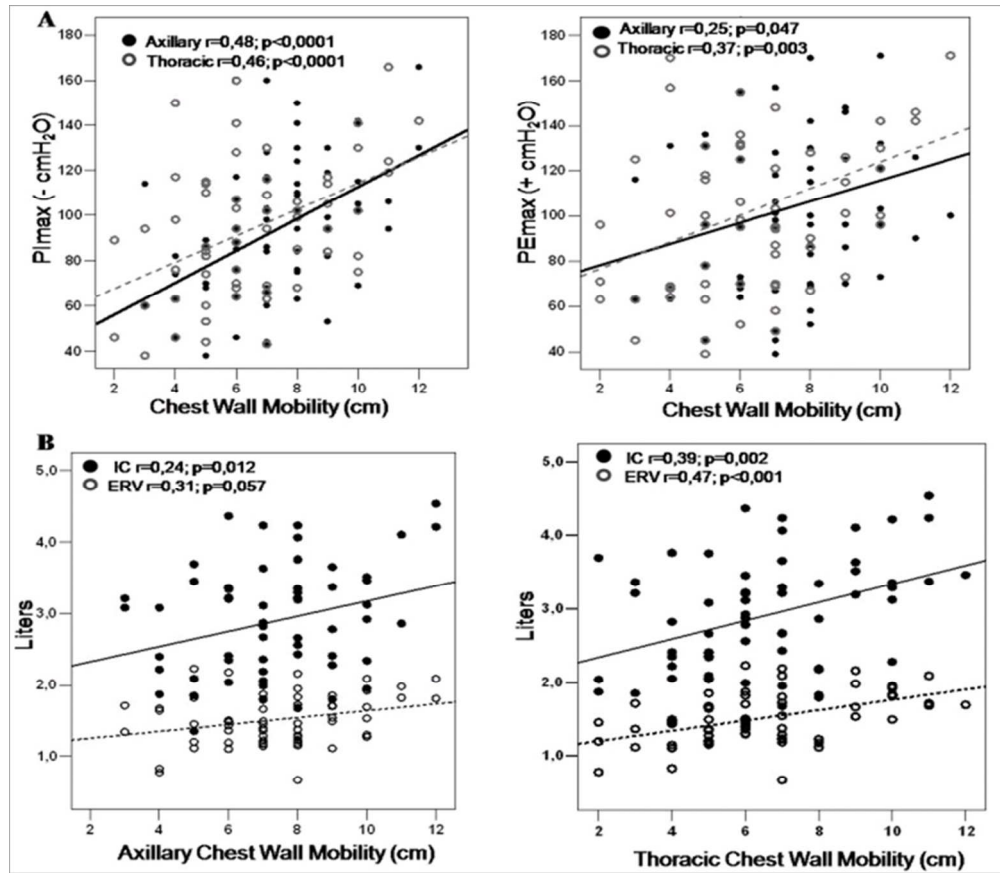 A
Axillary r=0,48; p<0,0001
Thoracic r=0,46; p<0,0001
PImax (- cmH2O)
180
160
140
120
100
80
60
40
2 4 6 8 10 12
Chest Wall Mobility (cm)
Axillary r=0,25; p=0,047
Thoracic r=0,37; p=0,003
PEmax (+ cmH2O)
180
160
140
120
100
80
60
40
2 4 6 8 10 12
Chest Wall Mobility (cm)
B
IC r=0,24; p=0,012
ERV r=0,31; p=0,057
Liters
5,0
4,0
3,0
2,0
1,0
2 4 6 8 10 12
Axillary Chest Wall Mobility (cm)
IC r=0,39; p=0,002
ERV r=0,47; p<0,001
Liters
5,0
4,0
3,0
2,0
1,0
2 4 6 8 10 12
Thoracic Chest Wall Mobility (cm)